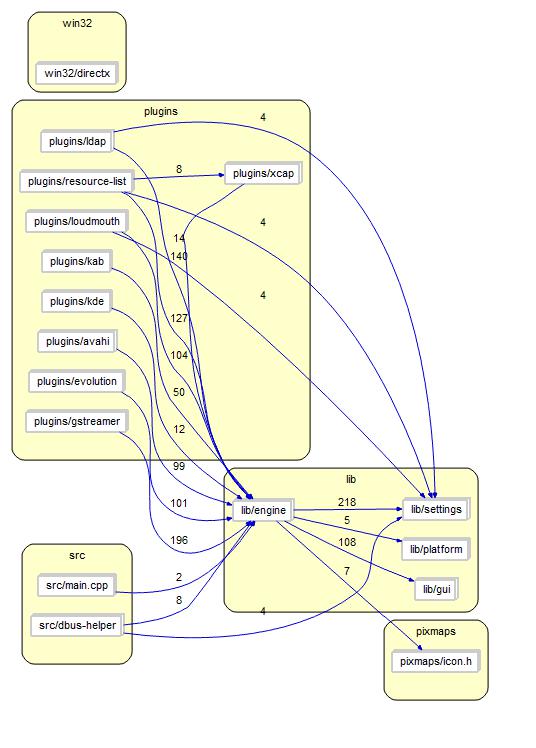 win32
win32/directx
plugins
4
plugins/ldap
8
plugins/xcap
plugins/resource-list
plugins/loudmouth
4
14
140
plugins/kab
4
plugins/kde
127
plugins/avahi
104
plugins/evolution
50
plugins/gstreamer
12
99
lib
101
lib/engine
218
lib/settings
5
196
108
lib/platform
src
7
2
src/main.cpp
lib/gui
8
4
src/dbus-helper
pixmaps
pixmaps/icon.h